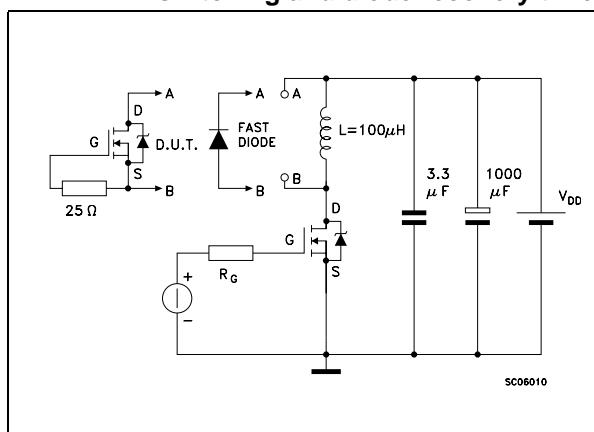 A
A
A
D
G
D.U.T.
FAST
DIODE
L=100μH
S
B
B
B
25 Ω
3.3
μF
1000
μF
VDD
D
G
S
RG
+
−
SC06010